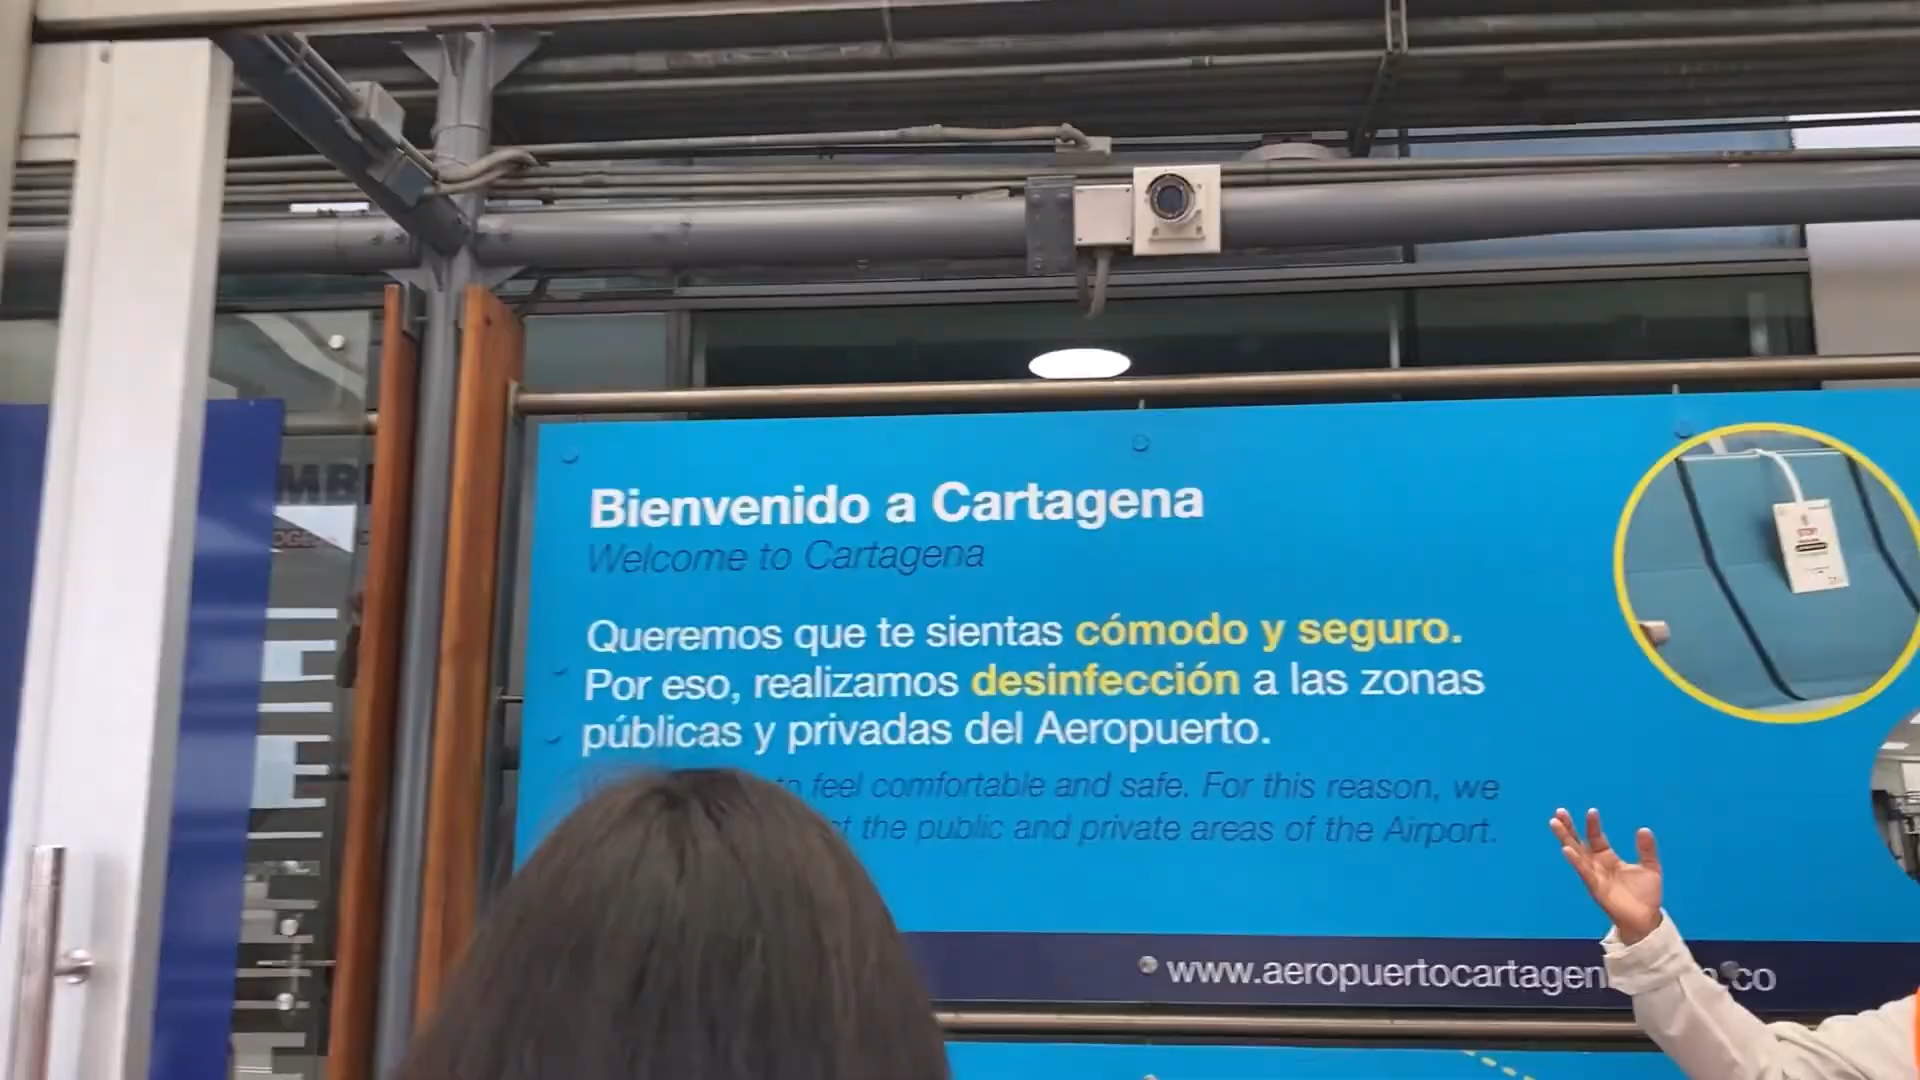 Bienvenido a Cartagena
Welcome to Cartagena
Queremos que te sientas cómodo y seguro.
Por eso, realizamos desinfección a las zonas
públicas y privadas del Aeropuerto.
feel comfortable and safe. For this reason, we
the public and private areas of the Airport.
www.aeropuertocartagen
.co
STOP
MB